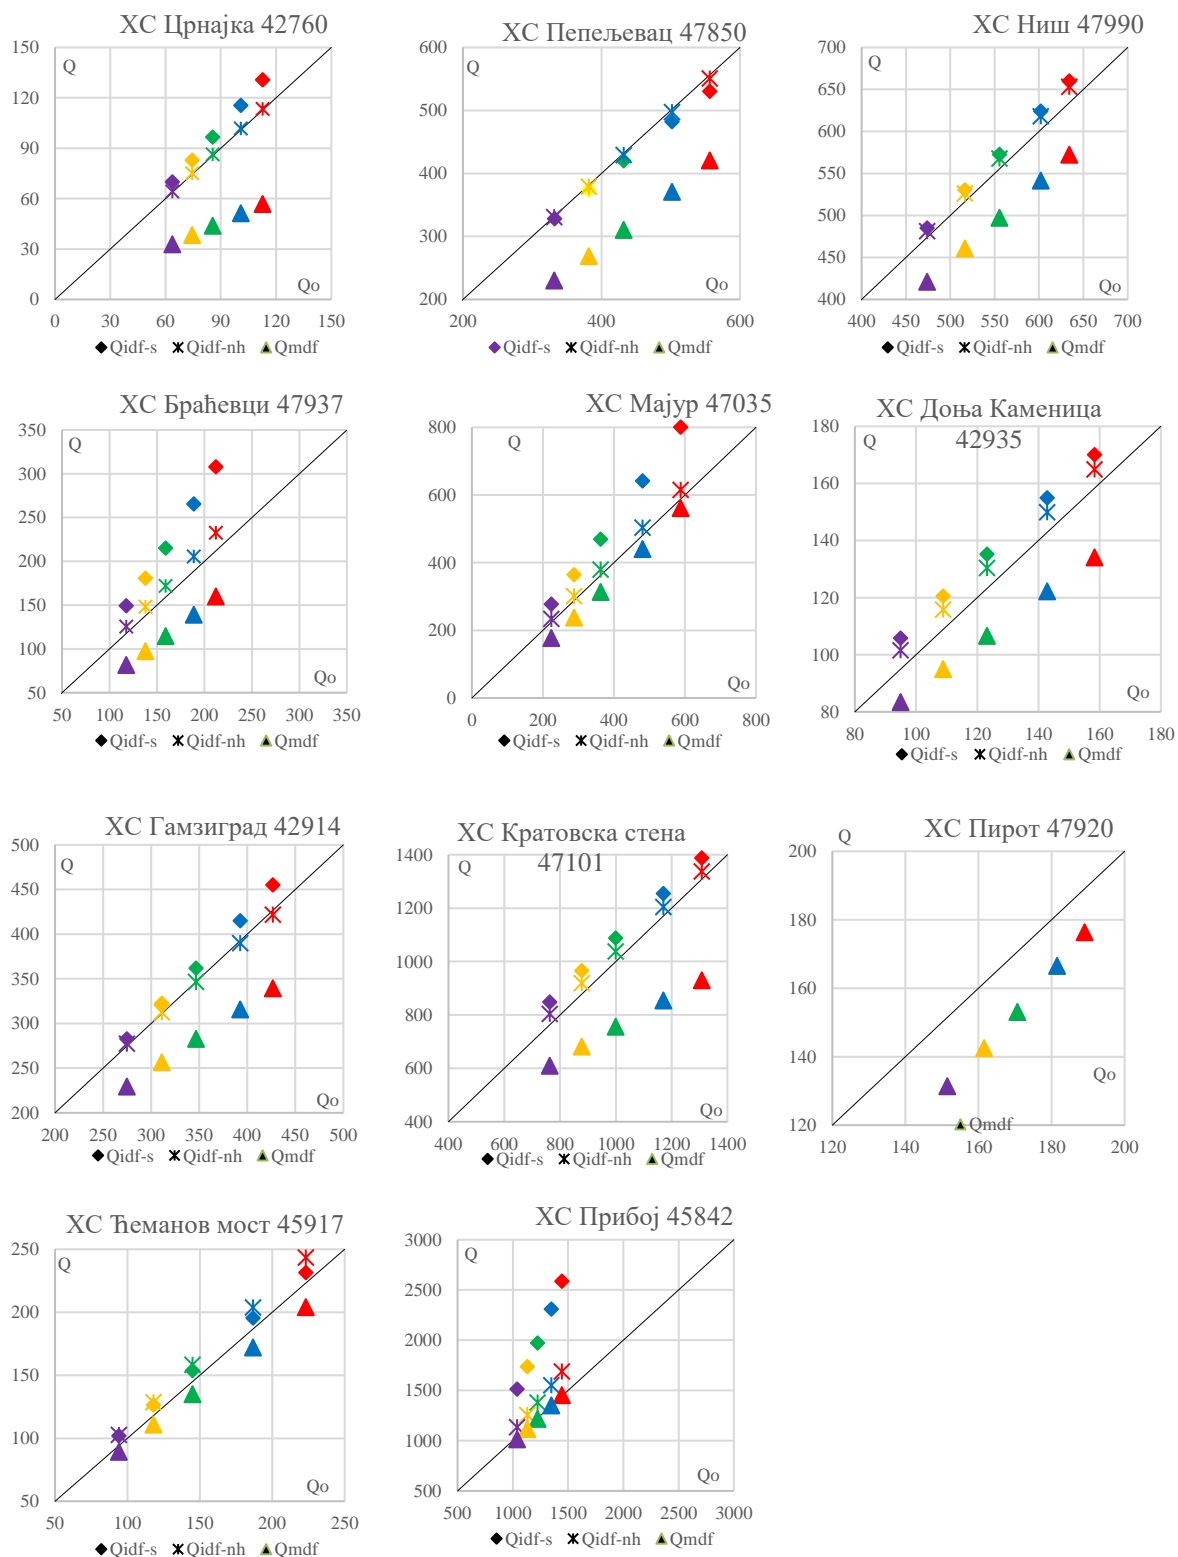 ХС Црнајка 42760
150
120
90
60
30
0
Q
Qo
0 30 60 90 120 150
Qidf-s Qidf-nh Qmdf
ХС Пепељевац 47850
600
500
400
300
200
Q
Qo
200 400 600
Qidf-s Qidf-nh Qmdf
ХС Ниш 47990
700
650
600
550
500
450
400
Q
Qo
400 450 500 550 600 650 700
Qidf-s Qidf-nh Qmdf
ХС Браћевци 47937
350
300
250
200
150
100
50
Q
Qo
50 100 150 200 250 300 350
Qidf-s Qidf-nh Qmdf
ХС Мајур 47035
800
600
400
200
0
Q
Qo
0 200 400 600 800
Qidf-s Qidf-nh Qmdf
ХС Доња Каменица
42935
180
160
140
120
100
80
Q
Qo
80 100 120 140 160 180
Qidf-s Qidf-nh Qmdf
ХС Гамзиград 42914
500
450
400
350
300
250
200
Q
Qo
200 250 300 350 400 450 500
Qidf-s Qidf-nh Qmdf
ХС Кратовска стена
47101
1400
1200
1000
800
600
400
Q
Qo
400 600 800 1000 1200 1400
Qidf-s Qidf-nh Qmdf
ХС Пирот 47920
Q
200
180
160
140
120
Qo
Qmdf
120 140 160 180 200
ХС Ћеманов мост 45917
250
200
150
100
50
Q
Qo
50 100 150 200 250
Qidf-s Qidf-nh Qmdf
ХС Прибој 45842
3000
2500
2000
1500
1000
500
Q
Qo
500 1000 1500 2000 2500 3000
Qidf-s Qidf-nh Qmdf